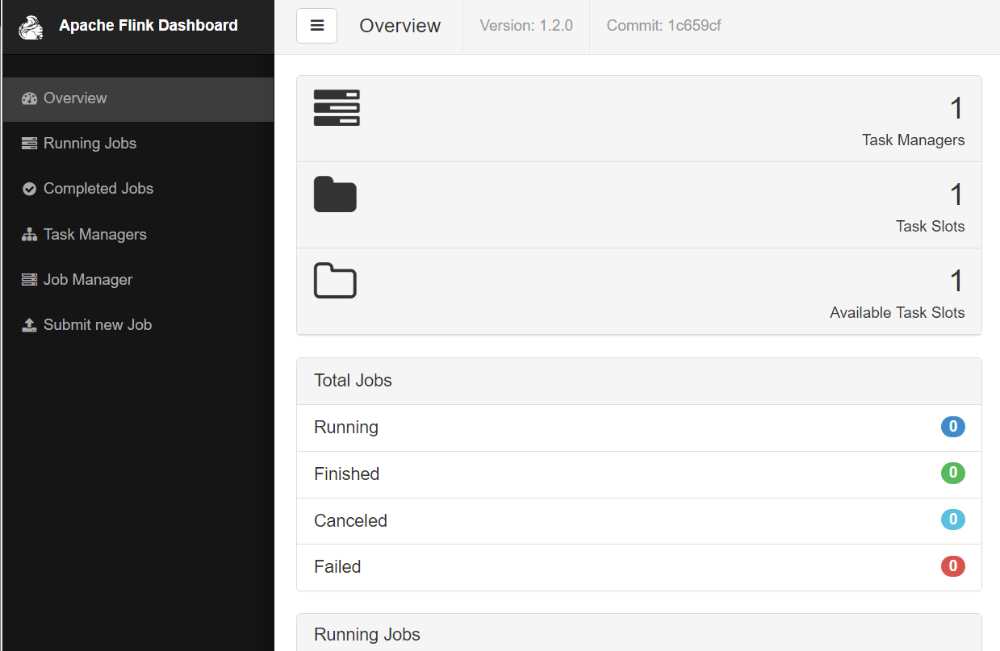 Apache Flink Dashboard
Overview
Version: 1.2.0
Commit: 1c659cf
Overview
Running Jobs
Completed Jobs
Task Managers
Job Manager
Submit new Job
1
Task Managers
1
Task Slots
1
Available Task Slots
Total Jobs
Running 0
Finished 0
Canceled 0
Failed 0
Running Jobs